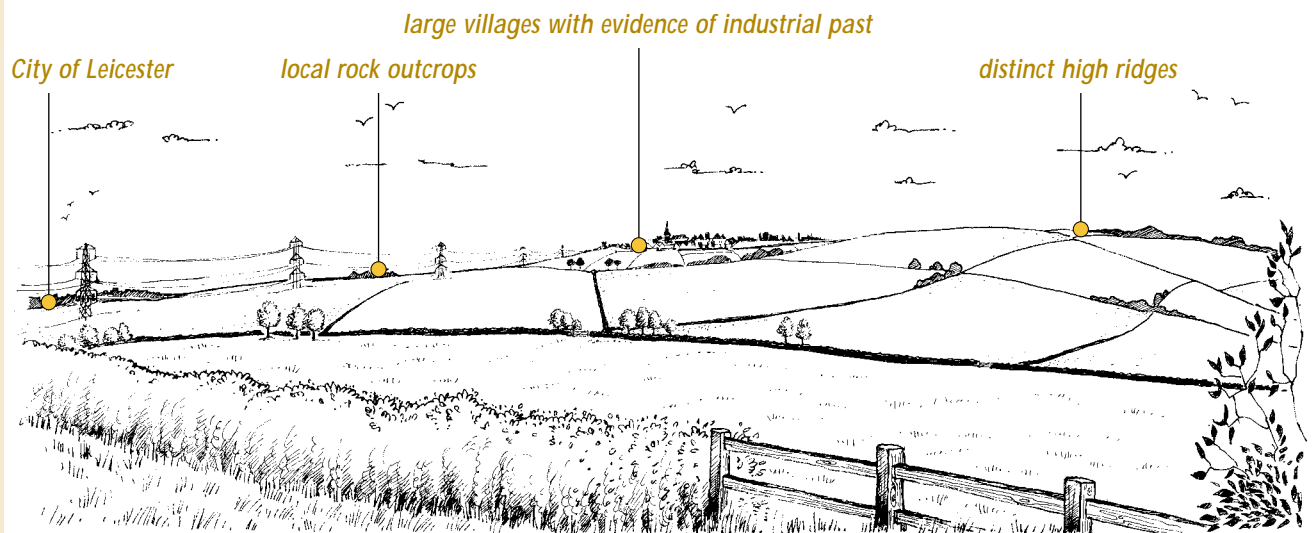 large villages with evidence of industrial past
City of Leicester
local rock outcrops
distinct high ridges